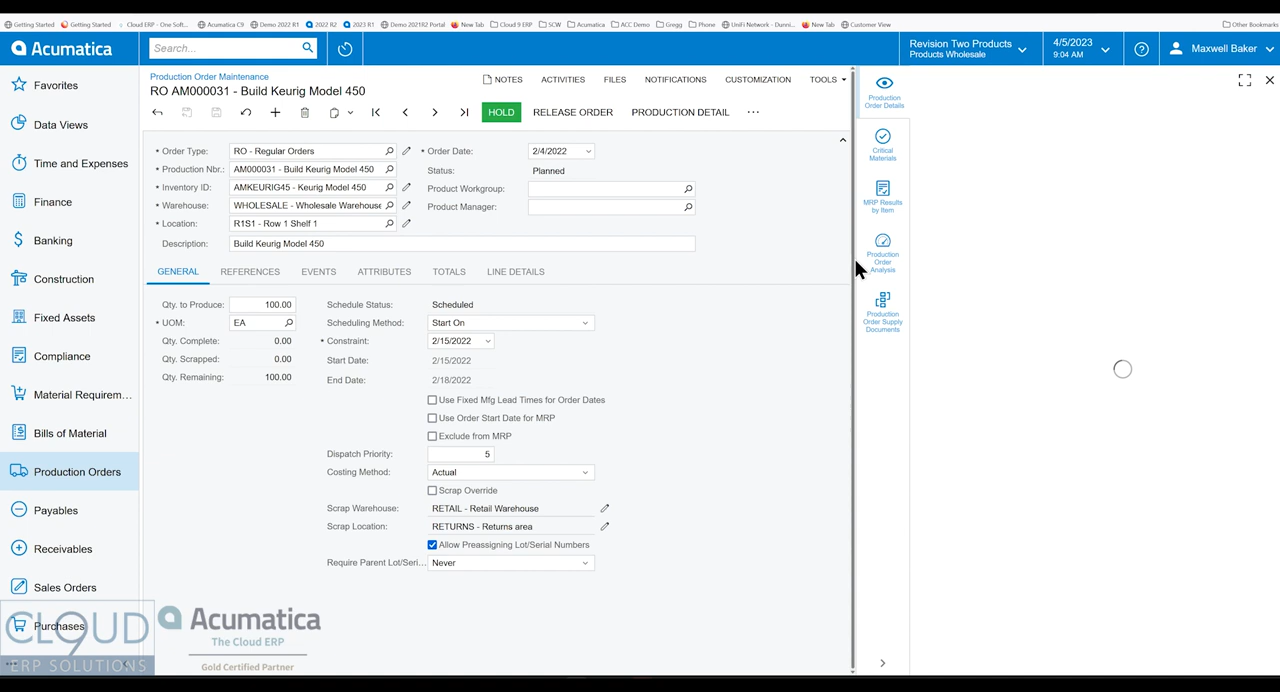 Getting Started Getting Started Cloud ERP - One Soft... Acumatica C9 Demo 2022 R1 2022 R2 2023 R1 Demo 2021R2 Portal New Tab Cloud 9 ERP SCW Acumatica ACC Demo Gregg Phone UniFi Network - Dunni... New Tab Customer View Other Bookmarks
Acumatica Search... Revision Two Products
Products Wholesale 4/5/2023
9:04 AM Maxwell Baker
Favorites
Data Views
Time and Expenses
Finance
Banking
Construction
Fixed Assets
Compliance
Material Requirem...
Bills of Material
Production Orders
Payables
Receivables
Sales Orders
Purchases
Production Order Maintenance
RO AM000031 - Build Keurig Model 450
NOTES ACTIVITIES FILES NOTIFICATIONS CUSTOMIZATION TOOLS
HOLD RELEASE ORDER PRODUCTION DETAIL ...
* Order Type: RO - Regular Orders * Order Date: 2/4/2022
* Production Nbr.: AM000031 - Build Keurig Model 450 Status: Planned
* Inventory ID: AMKEURIG45 - Keurig Model 450 Product Workgroup:
* Warehouse: WHOLESALE - Wholesale Warehouse Product Manager:
* Location: R1S1 - Row 1 Shelf 1
Description: Build Keurig Model 450
GENERAL REFERENCES EVENTS ATTRIBUTES TOTALS LINE DETAILS
Qty. to Produce: 100.00 Schedule Status: Scheduled
* UOM: EA Scheduling Method: Start On
Qty. Complete: 0.00 * Constraint: 2/15/2022
Qty. Scrapped: 0.00 Start Date: 2/15/2022
Qty. Remaining: 100.00 End Date: 2/18/2022
Use Fixed Mfg Lead Times for Order Dates
Use Order Start Date for MRP
Exclude from MRP
Dispatch Priority: 5
Costing Method: Actual
Scrap Override
Scrap Warehouse: RETAIL - Retail Warehouse
Scrap Location: RETURNS - Returns area
Allow Preassigning Lot/Serial Numbers
Require Parent Lot/Seri... Never
Production
Order Details
Critical
Materials
MRP Results
by Item
Production
Order
Analysis
Production
Order Supply
Documents
CLOUD 9
ERP SOLUTIONS
Acumatica
The Cloud ERP
Gold Certified Partner